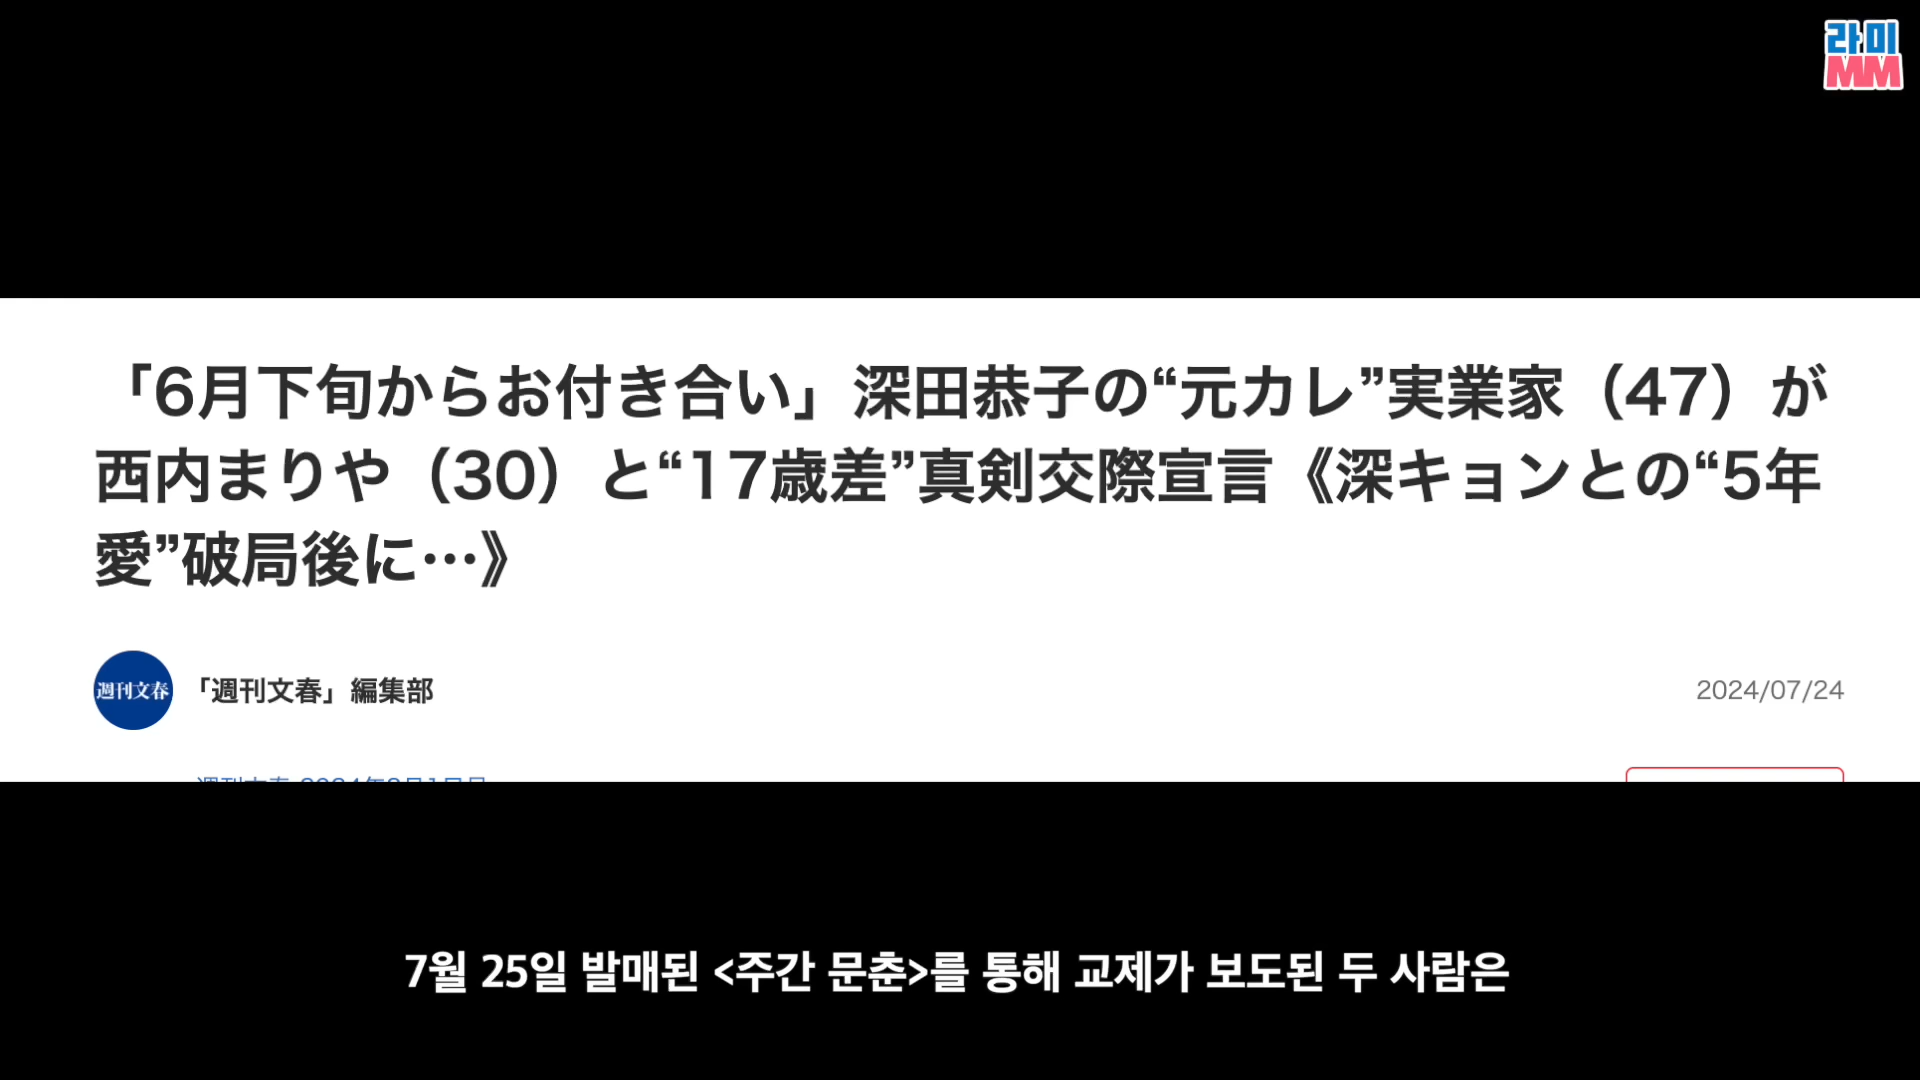 라미
MM
「6月下旬からお付き合い」深田恭子の“元カレ”実業家（47）が
西内まりや（30）と“17歳差”真剣交際宣言《深キョンとの“5年
愛”破局後に…》
週刊文春
「週刊文春」編集部
2024/07/24
7월 25일 발매된 <주간 문춘>를 통해 교제가 보도된 두 사람은